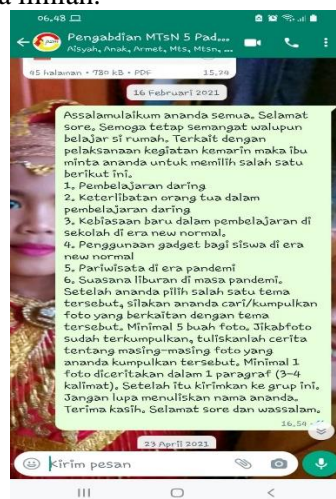 06.48
Pengabdian MTsN 5 Pad...
Aisyah, Anak, Armet, Mts, Mtsn, ...
45 halaman • 780 kB • PDF 15.24
16 Februari 2021
Assalamulaikum ananda semua. Selamat
sore. Semoga tetap semangat walupun
belajar si rumah. Terkait dengan
pelaksanaan kegiatan kemarin maka ibu
minta ananda untuk memilih salah satu
berikut ini.
1. Pembelajaran daring
2. Keterlibatan orang tua dalam
pembelajaran daring
3. Kebiasaan baru dalam pembelajaran di
sekolah di era new normal.
4. Penggunaan gadget bagi siswa di era
new normal
5. Pariwisata di era pandemi
6. Suasana liburan di masa pandemi.
Setelah ananda pillih salah satu tema
tersebut, silakan ananda cari/kumpulkan
foto yang berkaitan dengan tema
tersebut. Minimal 5 buah foto. Jikabfoto
sudah terkumpulkan, tuliskanlah cerita
tentang masing-masing foto yang
ananda kumpulkan tersebut. Minimal 1
foto diceritakan dalam 1 paragraf (3-4
kalimat). Setelah itu kirimkan ke grup ini.
Jangan lupa menuliskan nama ananda.
Terima kasih. Selamat sore dan wassalam.
16.54
23 April 2021
Kirim pesan